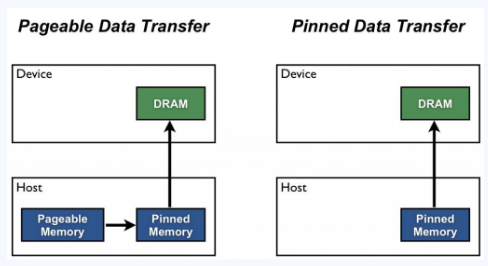 Pageable Data Transfer
Device
DRAM
Host
Pageable
Memory
Pinned
Memory
Pinned Data Transfer
Device
DRAM
Host
Pinned
Memory